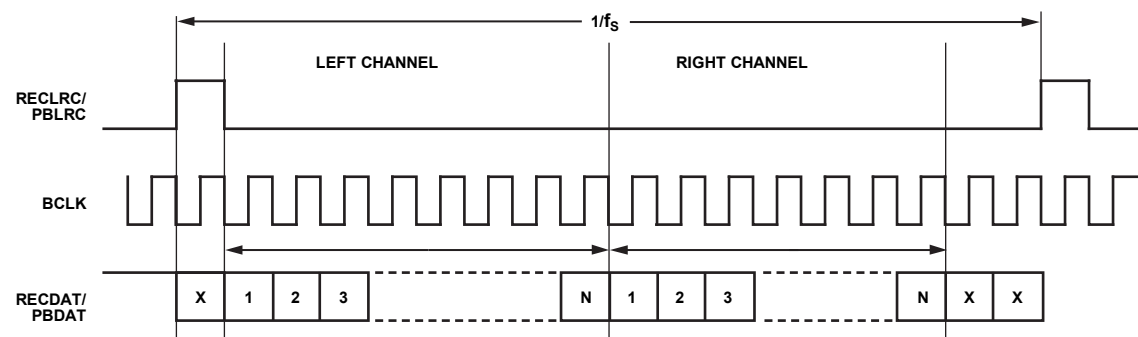 1/fS
LEFT CHANNEL RIGHT CHANNEL
RECLRC/
PBLRC
BCLK
RECDAT/
PBDAT
X 1 2 3 N 1 2 3 N X X